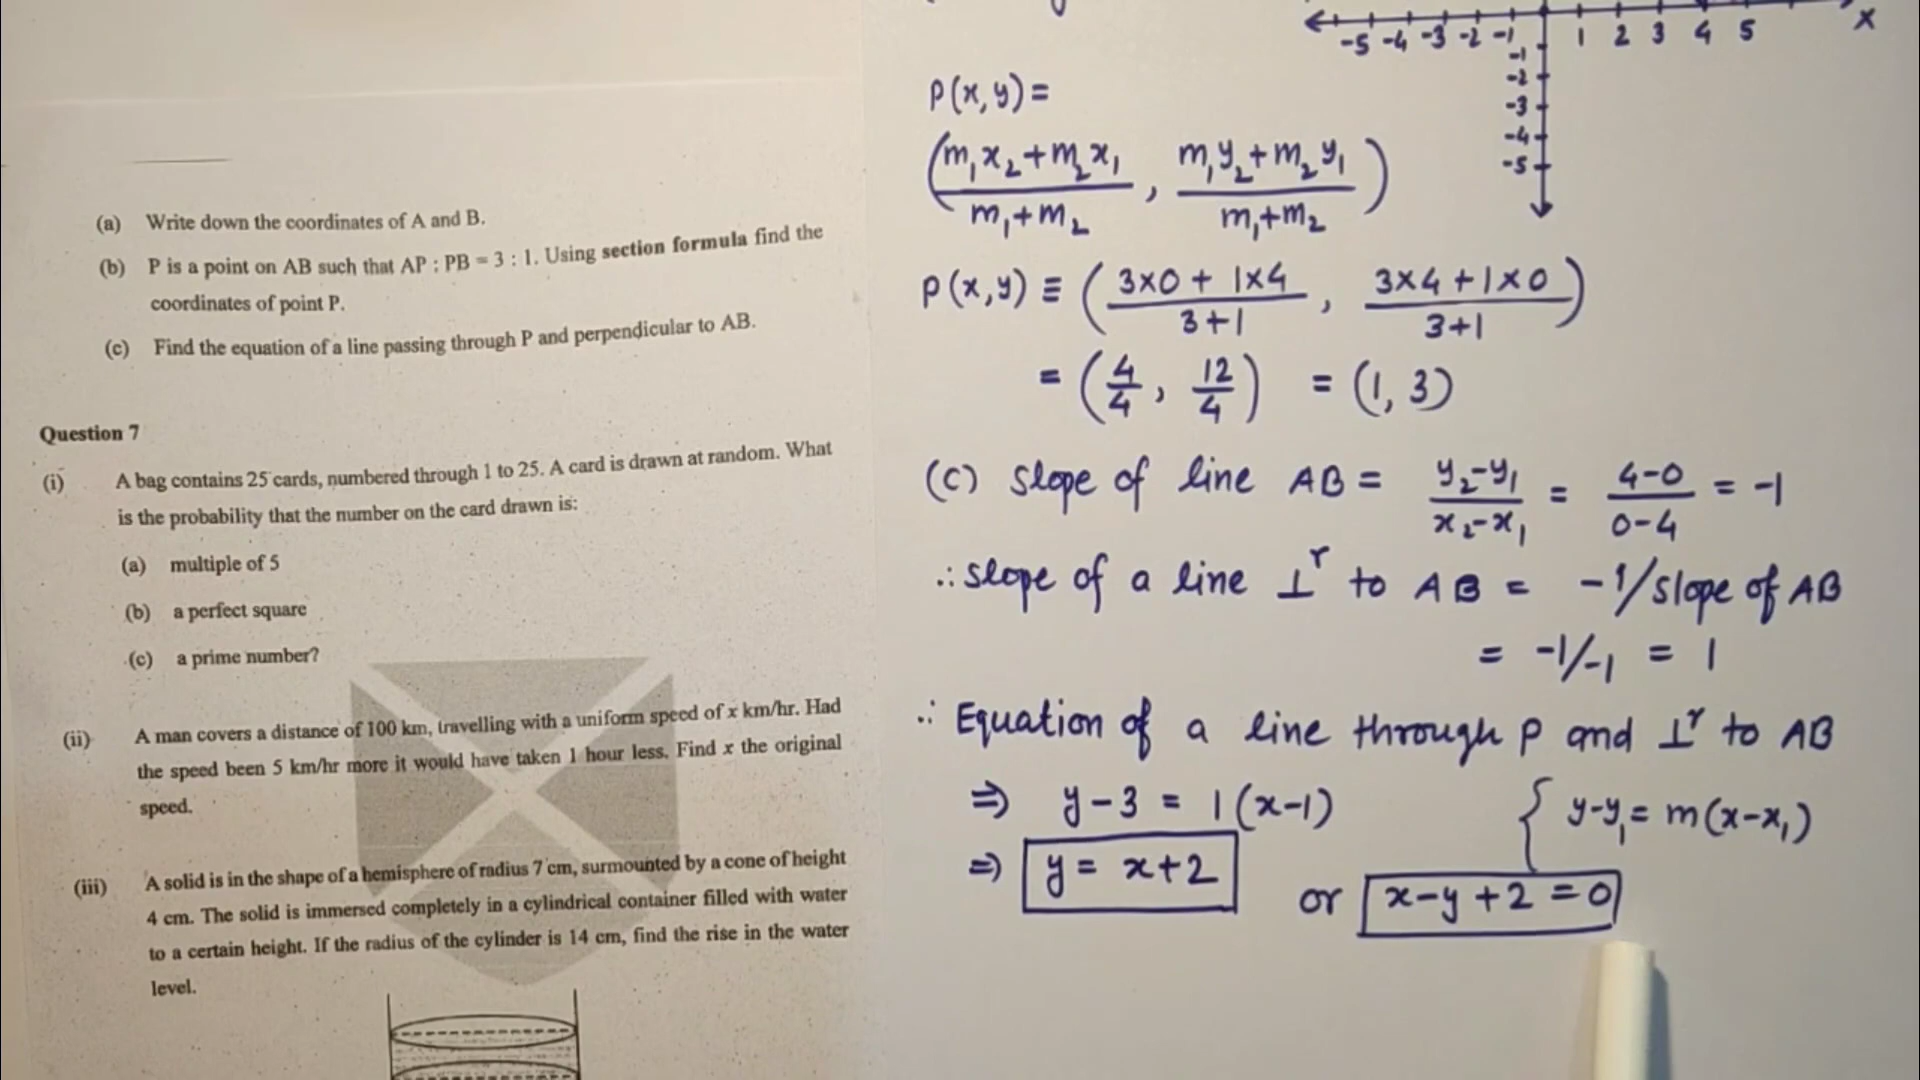 (a) Write down the coordinates of A and B.
(b) P is a point on AB such that AP : PB = 3 : 1. Using section formula find the
coordinates of point P.
(c) Find the equation of a line passing through P and perpendicular to AB.
Question 7
(i) A bag contains 25 cards, numbered through 1 to 25. A card is drawn at random. What
is the probability that the number on the card drawn is:
(a) multiple of 5
(b) a perfect square
(c) a prime number?
(ii) A man covers a distance of 100 km, travelling with a uniform speed of x km/hr. Had
the speed been 5 km/hr more it would have taken 1 hour less. Find x the original
speed.
(iii) A solid is in the shape of a hemisphere of radius 7 cm, surmounted by a cone of height
4 cm. The solid is immersed completely in a cylindrical container filled with water
to a certain height. If the radius of the cylinder is 14 cm, find the rise in the water
level.
-5 -4 -3 -2 -1 1 2 3 4 5 x
-1
-2
-3
-4
-5
P(x, y) =
(m₁x₂+m₂x₁ / m₁+m₂ , m₁y₂+m₂y₁ / m₁+m₂)
P(x, y) ≡ (3×0 + 1×4 / 3+1 , 3×4 + 1×0 / 3+1)
= (4/4 , 12/4) = (1, 3)
(c) slope of line AB = y₂-y₁ / x₂-x₁ = 4-0 / 0-4 = -1
∴ slope of a line ⊥ʳ to AB = -1/slope of AB
= -1/-1 = 1
∴ Equation of a line through P and ⊥ʳ to AB
⇒ y-3 = 1(x-1) { y-y₁ = m(x-x₁)
⇒ y = x+2 or x-y+2=0